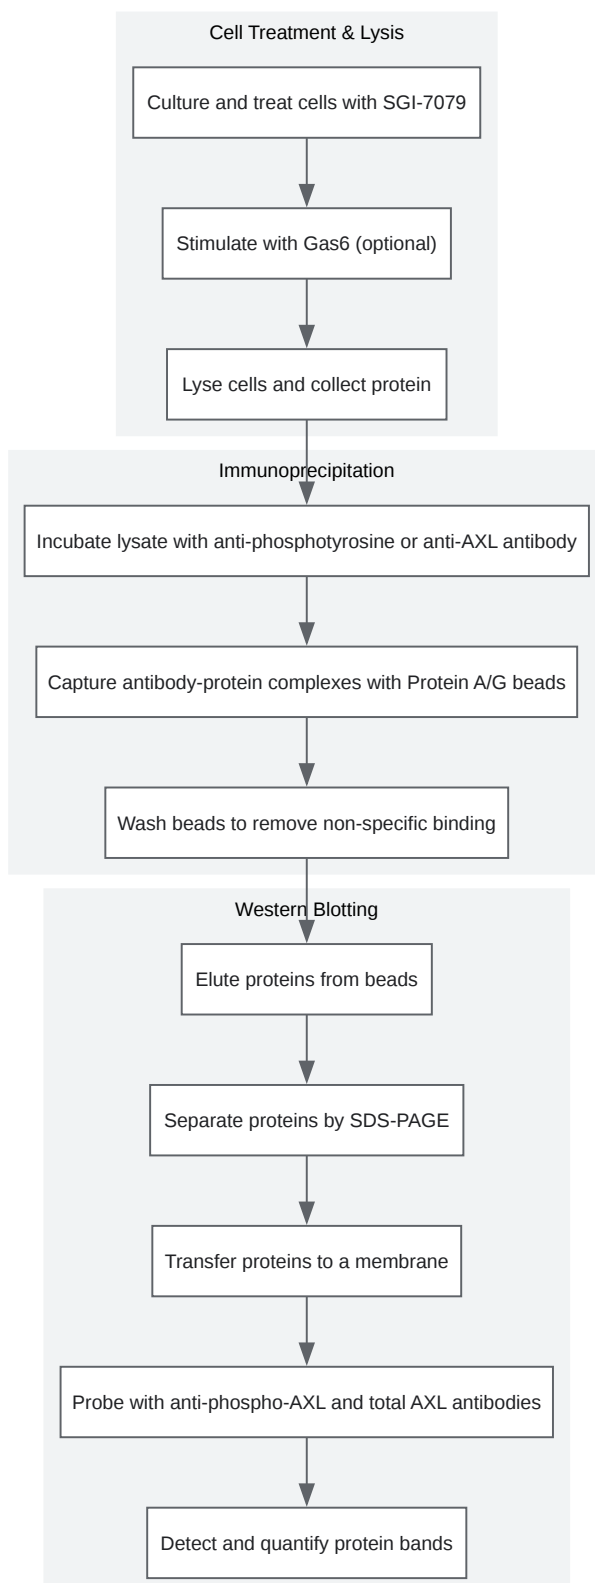 Cell Treatment & Lysis
Culture and treat cells with SGI-7079
Stimulate with Gas6 (optional)
Lyse cells and collect protein
Immunoprecipitation
Incubate lysate with anti-phosphotyrosine or anti-AXL antibody
Capture antibody-protein complexes with Protein A/G beads
Wash beads to remove non-specific binding
Western Blotting
Elute proteins from beads
Separate proteins by SDS-PAGE
Transfer proteins to a membrane
Probe with anti-phospho-AXL and total AXL antibodies
Detect and quantify protein bands